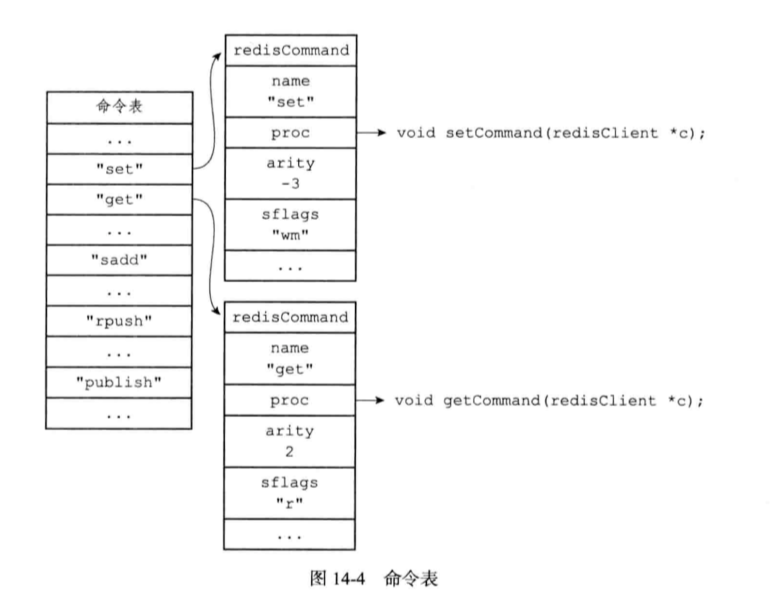 命令表
...
"set"
"get"
...
"sadd"
...
"rpush"
...
"publish"
...
redisCommand
name
"set"
proc
void setCommand(redisClient *c);
arity
-3
sflags
"wm"
...
redisCommand
name
"get"
proc
void getCommand(redisClient *c);
arity
2
sflags
"r"
...
图 14-4 命令表